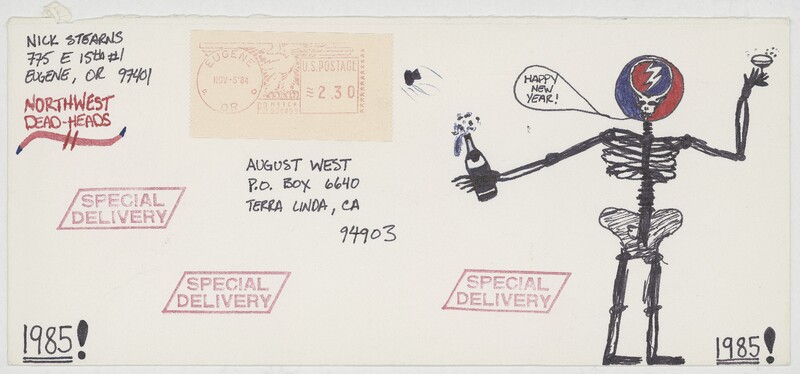 NICK STEARNS
775 E 15th #1
EUGENE, OR 97401
NORTHWEST
DEAD-HEADS
EUGENE
OR
U.S. POSTAGE
2.30
HAPPY
NEW
YEAR!
AUGUST WEST
P.O. BOX 6640
TERRA LINDA, CA
94903
SPECIAL
DELIVERY
SPECIAL
DELIVERY
SPECIAL
DELIVERY
1985!
1985!